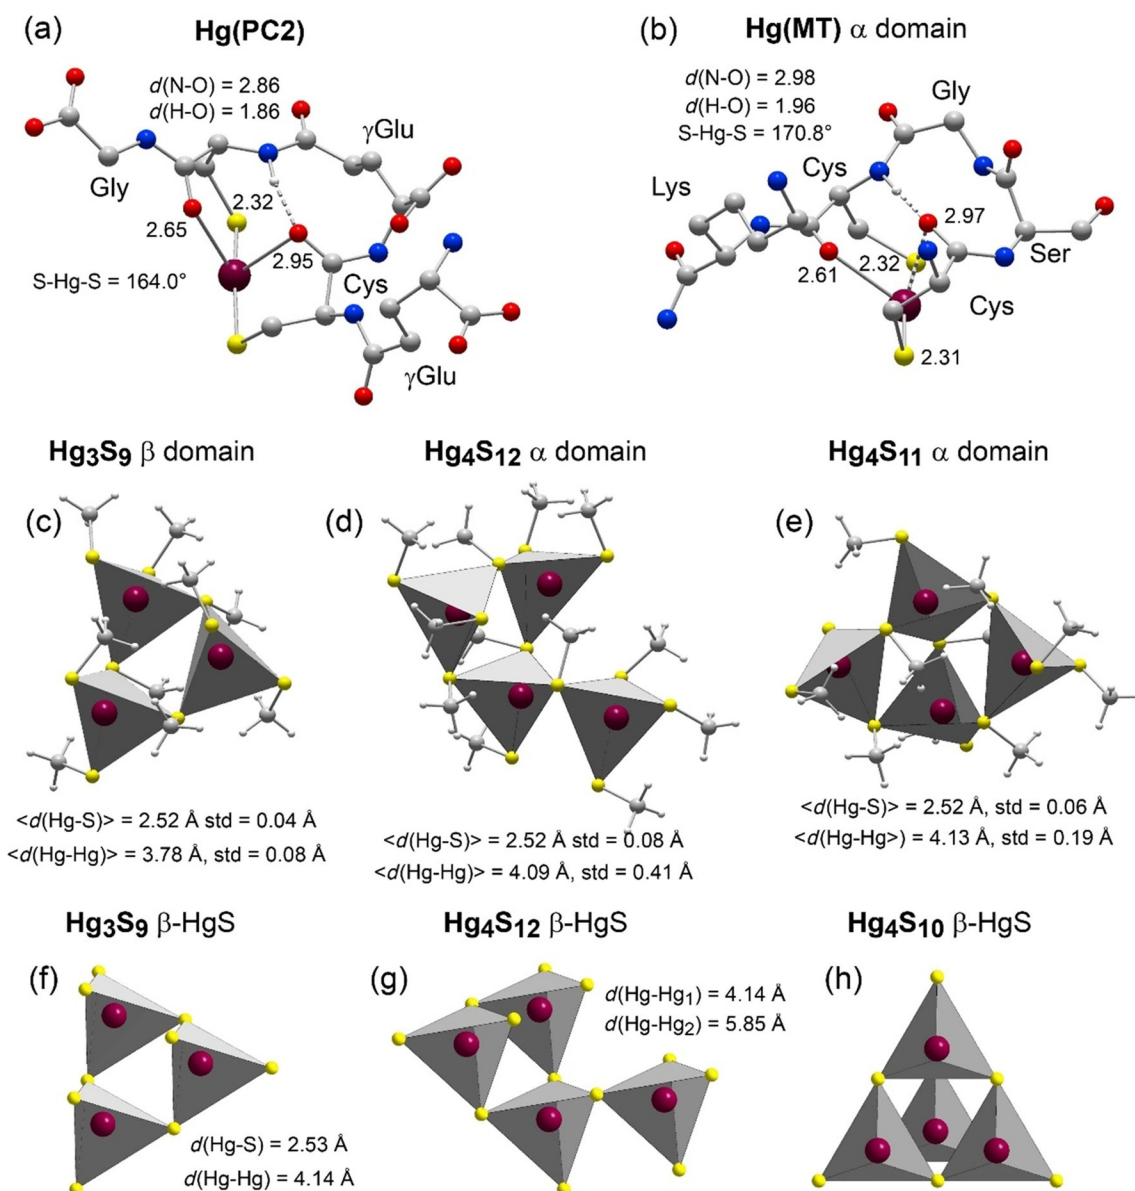 (a)
Hg(PC2)
d(N-O) = 2.86
d(H-O) = 1.86
γGlu
Gly
2.32
2.65
2.95
S-Hg-S = 164.0°
Cys
γGlu
(b)
Hg(MT) α domain
d(N-O) = 2.98
d(H-O) = 1.96
S-Hg-S = 170.8°
Gly
Cys
Lys
2.97
Ser
2.32
2.61
Cys
2.31
Hg3S9 β domain
(c)
<d(Hg-S)> = 2.52 Å std = 0.04 Å
<d(Hg-Hg)> = 3.78 Å, std = 0.08 Å
Hg4S12 α domain
(d)
<d(Hg-S)> = 2.52 Å std = 0.08 Å
<d(Hg-Hg)> = 4.09 Å, std = 0.41 Å
Hg4S11 α domain
(e)
<d(Hg-S)> = 2.52 Å, std = 0.06 Å
<d(Hg-Hg>) = 4.13 Å, std = 0.19 Å
Hg3S9 β-HgS
(f)
d(Hg-S) = 2.53 Å
d(Hg-Hg) = 4.14 Å
Hg4S12 β-HgS
(g)
d(Hg-Hg1) = 4.14 Å
d(Hg-Hg2) = 5.85 Å
Hg4S10 β-HgS
(h)